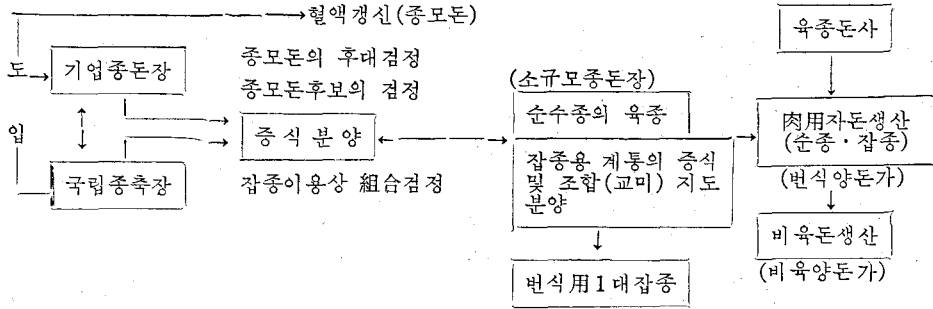 혈액갱신(종모돈)
육종돈사
도
기업종돈장
종모돈의 후대검정
종모돈후보의 검정
(소규모종돈장)
순수종의 육종
입
증식분양
肉用자돈생산
(순종·잡종)
잡종용 계통의 증식
및 조합(교미) 지도
분양
(번식양돈가)
국립종축장
잡종이용상 組合검정
비육돈생산
(비육양돈가)
번식用1대잡종